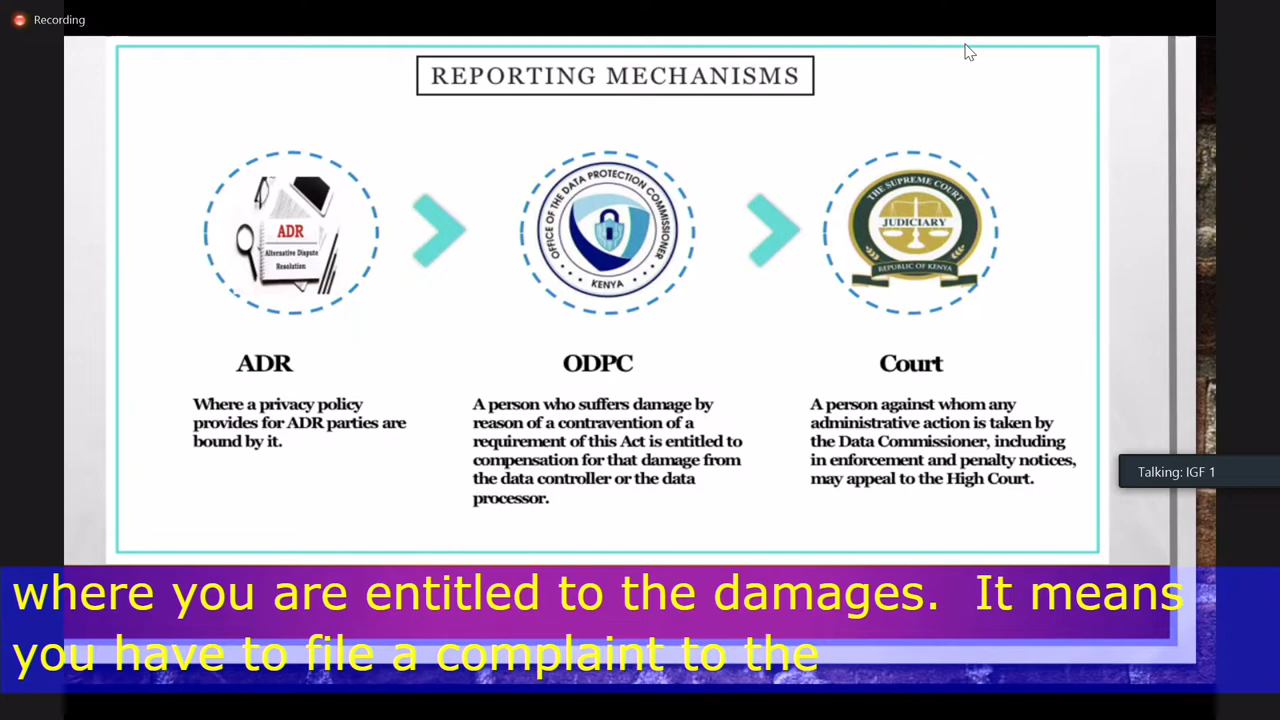 Recording
REPORTING MECHANISMS
ADR
Alternative Dispute
Resolution
OFFICE OF THE DATA PROTECTION COMMISSIONER
KENYA
THE SUPREME COURT
JUDICIARY
REPUBLIC OF KENYA
ADR
Where a privacy policy
provides for ADR parties are
bound by it.
ODPC
A person who suffers damage by
reason of a contravention of a
requirement of this Act is entitled to
compensation for that damage from
the data controller or the data
processor.
Court
A person against whom any
administrative action is taken by
the Data Commissioner, including
in enforcement and penalty notices,
may appeal to the High Court.
Talking: IGF 1
where you are entitled to the damages.  It means
you have to file a complaint to the